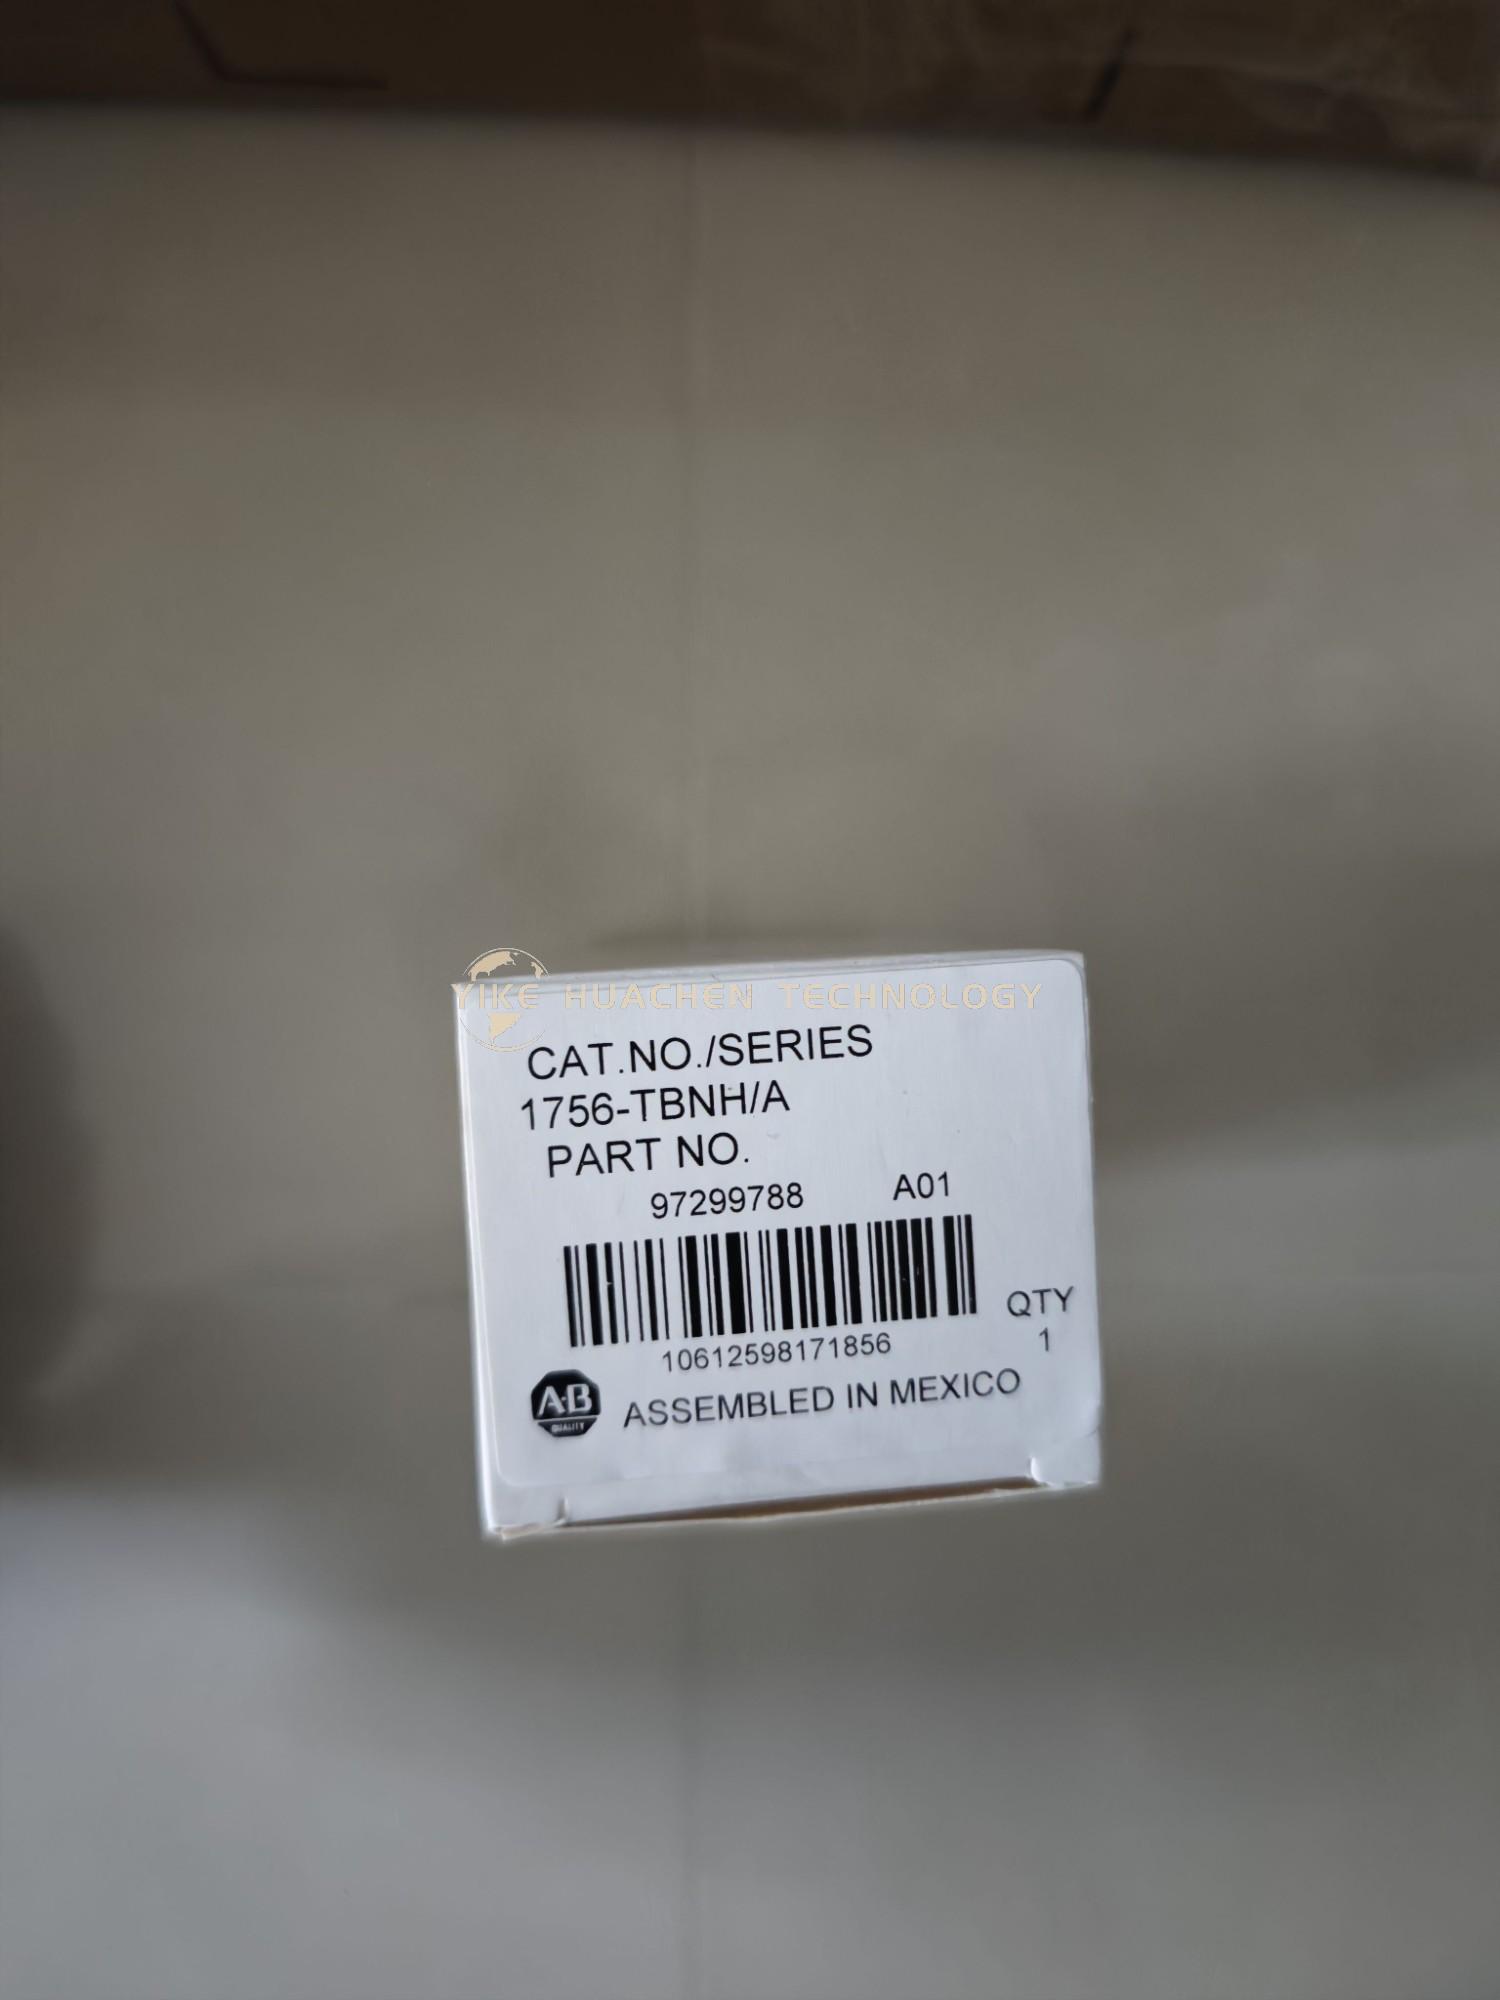 YIKE HUACHEN TECHNOLOGY
CAT.NO./SERIES
1756-TBNH/A
PART NO.
97299788 A01
10612598171856
QTY
1
A·B
QUALITY
ASSEMBLED IN MEXICO